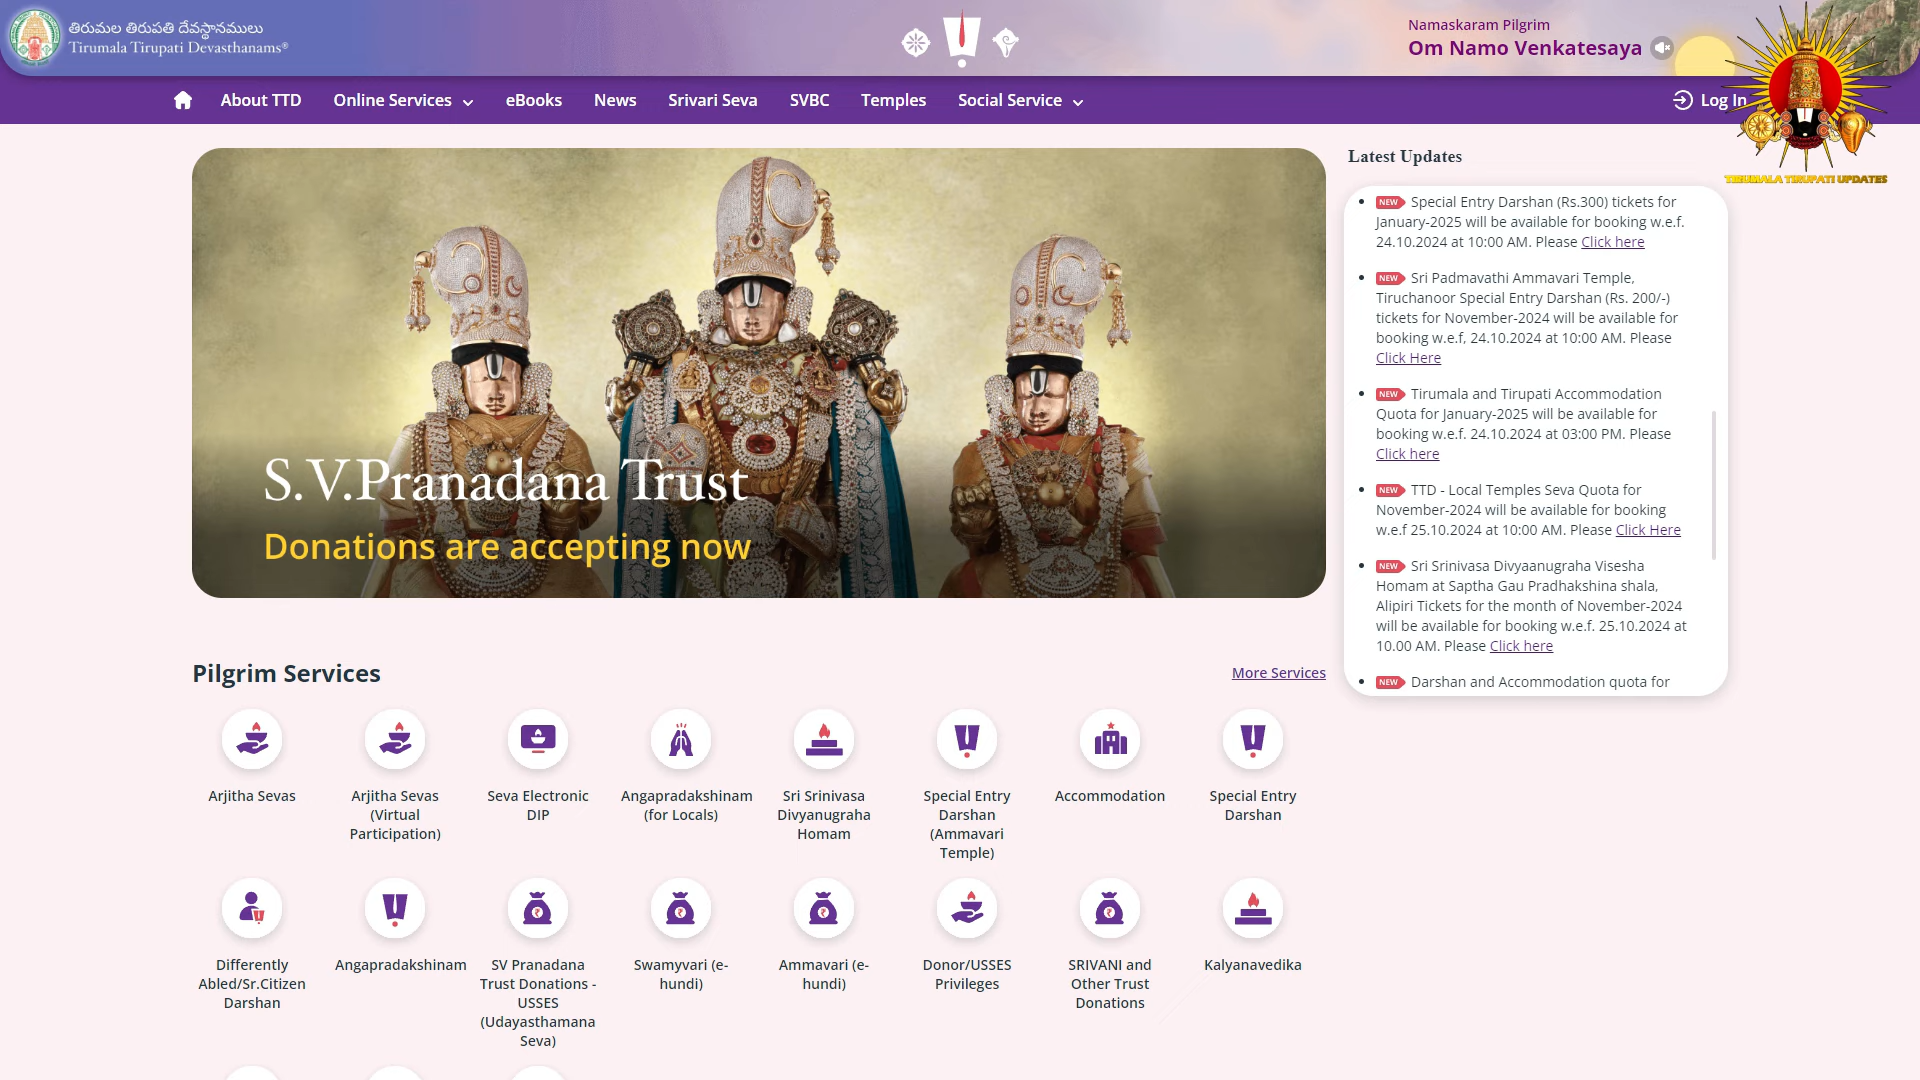 తిరుమల తిరుపతి దేవస్థానములు
Tirumala Tirupati Devasthanams®
Namaskaram Pilgrim
Om Namo Venkatesaya
About TTD
Online Services
eBooks
News
Srivari Seva
SVBC
Temples
Social Service
Log In
TIRUMALA TIRUPATI UPDATES
S.V.Pranadana Trust
Donations are accepting now
Latest Updates
NEW Special Entry Darshan (Rs.300) tickets for
January-2025 will be available for booking w.e.f.
24.10.2024 at 10:00 AM. Please Click here
NEW Sri Padmavathi Ammavari Temple,
Tiruchanoor Special Entry Darshan (Rs. 200/-)
tickets for November-2024 will be available for
booking w.e.f, 24.10.2024 at 10:00 AM. Please
Click Here
NEW Tirumala and Tirupati Accommodation
Quota for January-2025 will be available for
booking w.e.f. 24.10.2024 at 03:00 PM. Please
Click here
NEW TTD - Local Temples Seva Quota for
November-2024 will be available for booking
w.e.f 25.10.2024 at 10:00 AM. Please Click Here
NEW Sri Srinivasa Divyaanugraha Visesha
Homam at Saptha Gau Pradhakshina shala,
Alipiri Tickets for the month of November-2024
will be available for booking w.e.f. 25.10.2024 at
10.00 AM. Please Click here
NEW Darshan and Accommodation quota for
Pilgrim Services
More Services
Arjitha Sevas
Arjitha Sevas
(Virtual
Participation)
Seva Electronic
DIP
Angapradakshinam
(for Locals)
Sri Srinivasa
Divyanugraha
Homam
Special Entry
Darshan
(Ammavari
Temple)
Accommodation
Special Entry
Darshan
Differently
Abled/Sr.Citizen
Darshan
Angapradakshinam
SV Pranadana
Trust Donations -
USSES
(Udayasthamana
Seva)
Swamyvari (e-
hundi)
Ammavari (e-
hundi)
Donor/USSES
Privileges
SRIVANI and
Other Trust
Donations
Kalyanavedika